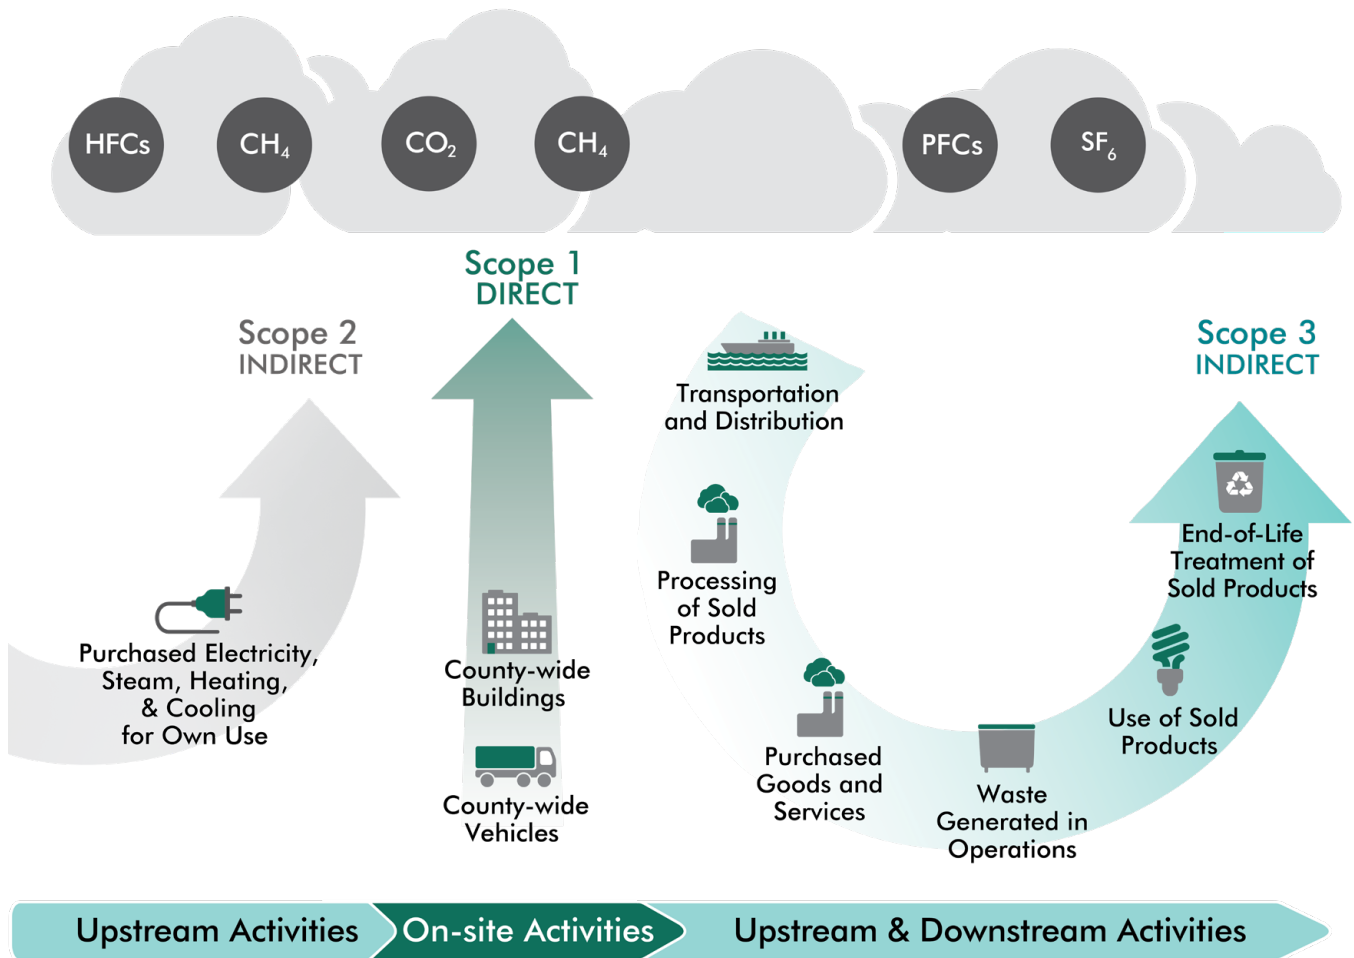 HFCs
CH₄
CO₂
CH₄
PFCs
SF₆
Scope 1
DIRECT
Scope 2
INDIRECT
Scope 3
INDIRECT
Purchased Electricity,
Steam, Heating,
& Cooling
for Own Use
County-wide
Buildings
County-wide
Vehicles
Transportation
and Distribution
Processing
of Sold
Products
Purchased
Goods and
Services
Waste
Generated in
Operations
Use of Sold
Products
End-of-Life
Treatment of
Sold Products
Upstream Activities
On-site Activities
Upstream & Downstream Activities